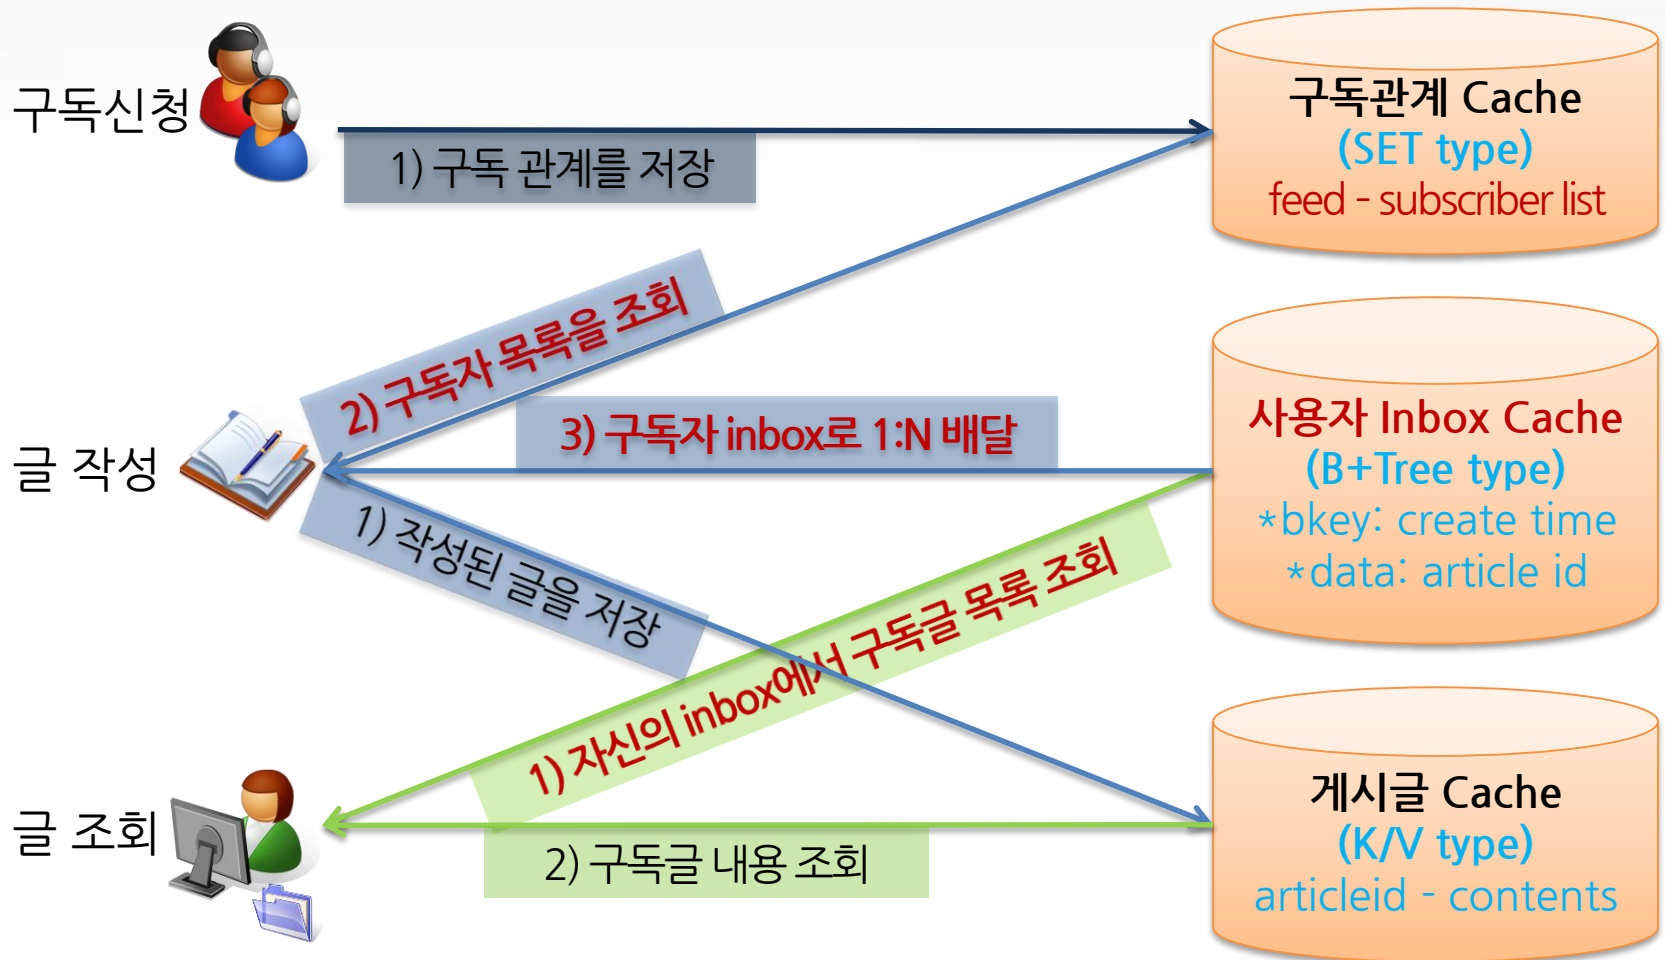 구독신청
1) 구독 관계를 저장
구독관계 Cache
(SET type)
feed - subscriber list
2) 구독자 목록을 조회
글 작성
3) 구독자 inbox로 1:N 배달
1) 작성된 글을 저장
사용자 Inbox Cache
(B+Tree type)
*bkey: create time
*data: article id
1) 자신의 inbox에서 구독글 목록 조회
글 조회
2) 구독글 내용 조회
게시글 Cache
(K/V type)
articleid - contents